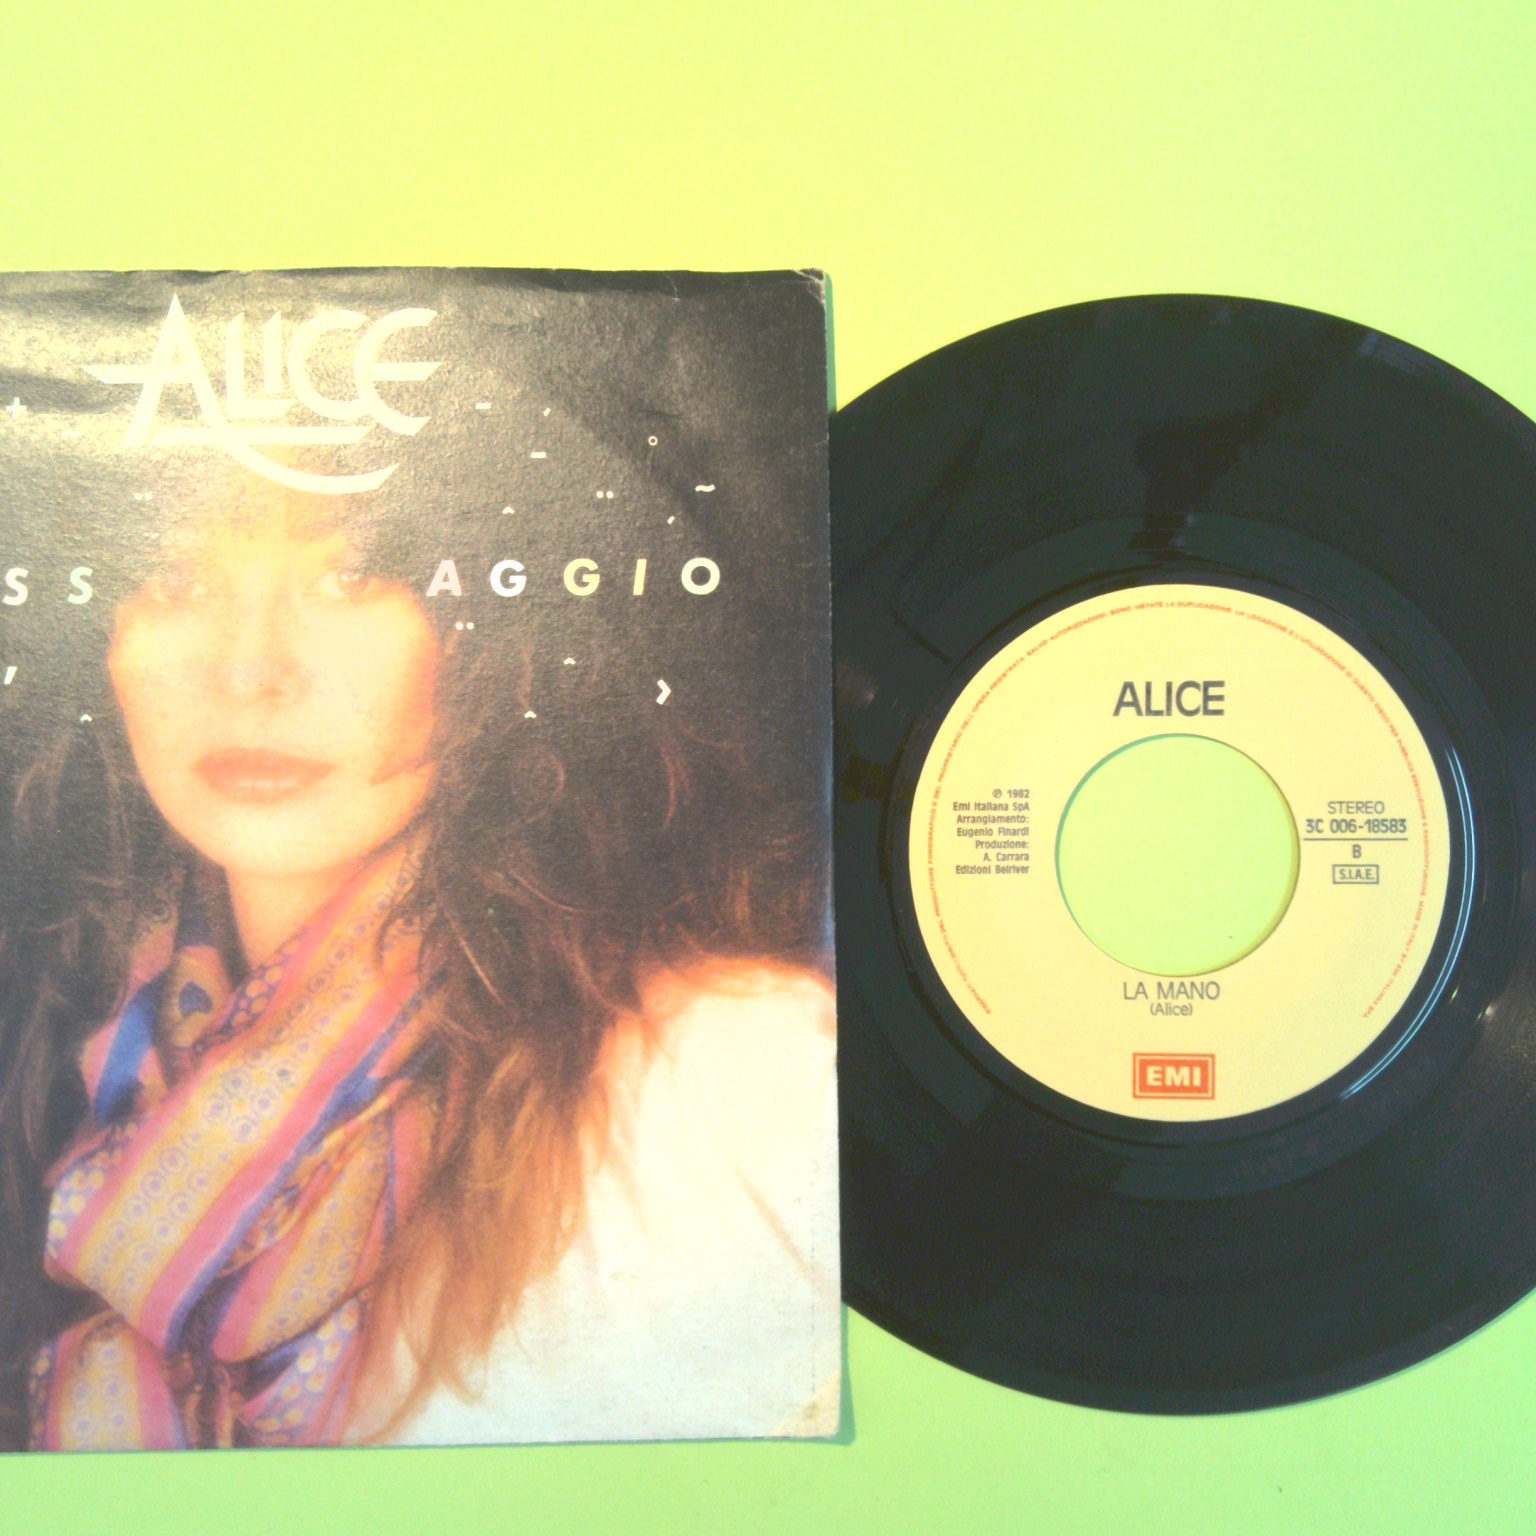 ALICE
SS AGGIO
ALICE
℗ 1982
Emi Italiana SpA
Arrangiamento:
Eugenio Finardi
Produzione:
A. Carrara
Edizioni Belriver
STEREO
3C 006-18583
B
S.I.A.E.
LA MANO
(Alice)
EMI